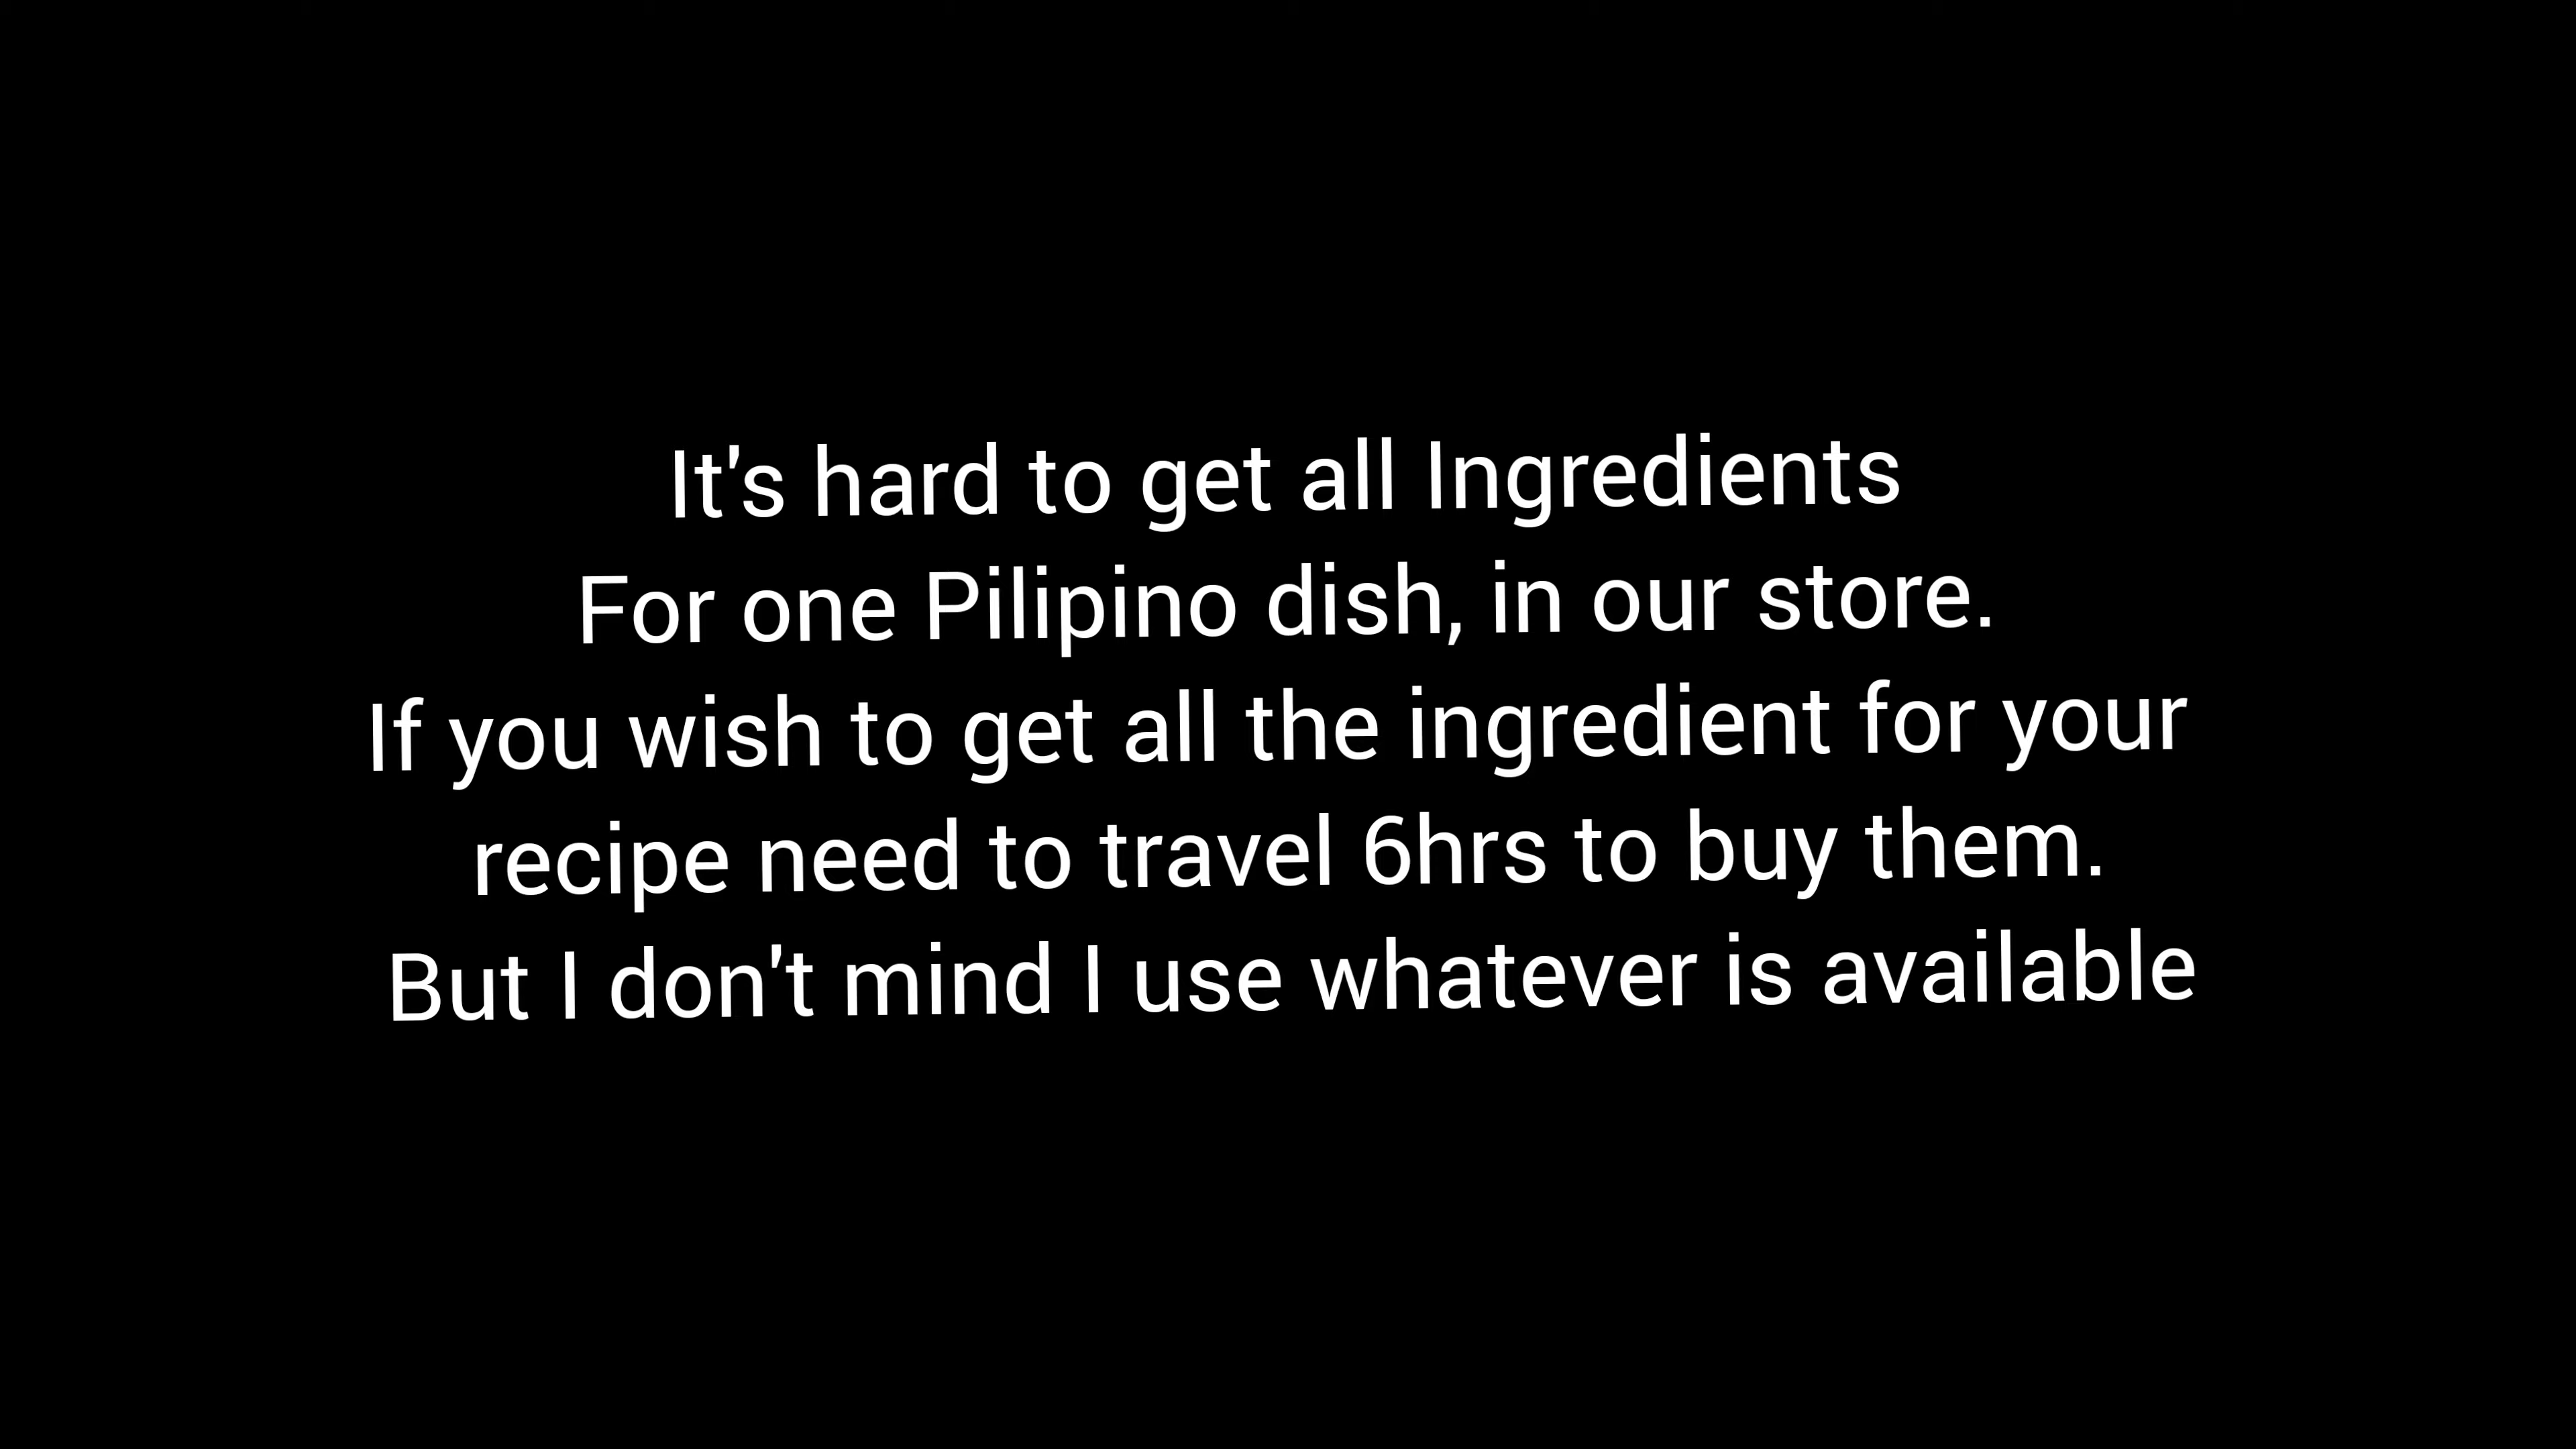 It's hard to get all Ingredients
For one Pilipino dish, in our store.
If you wish to get all the ingredient for your
recipe need to travel 6hrs to buy them.
But I don't mind I use whatever is available